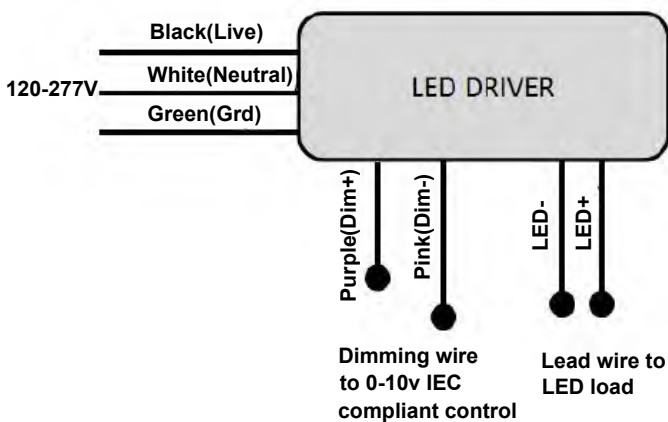 Black(Live)
120-277V
White(Neutral)
Green(Grd)
LED DRIVER
Purple(Dim+)
Pink(Dim-)
LED-
LED+
Dimming wire
to 0-10v IEC
compliant control
Lead wire to
LED load